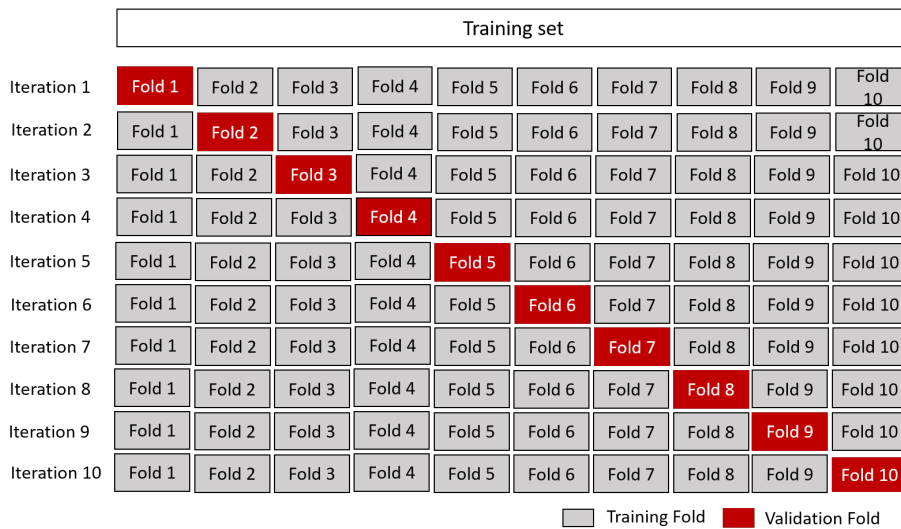 Training set
Iteration 1 Fold 1 Fold 2 Fold 3 Fold 4 Fold 5 Fold 6 Fold 7 Fold 8 Fold 9 Fold 10
Iteration 2 Fold 1 Fold 2 Fold 3 Fold 4 Fold 5 Fold 6 Fold 7 Fold 8 Fold 9 Fold 10
Iteration 3 Fold 1 Fold 2 Fold 3 Fold 4 Fold 5 Fold 6 Fold 7 Fold 8 Fold 9 Fold 10
Iteration 4 Fold 1 Fold 2 Fold 3 Fold 4 Fold 5 Fold 6 Fold 7 Fold 8 Fold 9 Fold 10
Iteration 5 Fold 1 Fold 2 Fold 3 Fold 4 Fold 5 Fold 6 Fold 7 Fold 8 Fold 9 Fold 10
Iteration 6 Fold 1 Fold 2 Fold 3 Fold 4 Fold 5 Fold 6 Fold 7 Fold 8 Fold 9 Fold 10
Iteration 7 Fold 1 Fold 2 Fold 3 Fold 4 Fold 5 Fold 6 Fold 7 Fold 8 Fold 9 Fold 10
Iteration 8 Fold 1 Fold 2 Fold 3 Fold 4 Fold 5 Fold 6 Fold 7 Fold 8 Fold 9 Fold 10
Iteration 9 Fold 1 Fold 2 Fold 3 Fold 4 Fold 5 Fold 6 Fold 7 Fold 8 Fold 9 Fold 10
Iteration 10 Fold 1 Fold 2 Fold 3 Fold 4 Fold 5 Fold 6 Fold 7 Fold 8 Fold 9 Fold 10
Training Fold Validation Fold